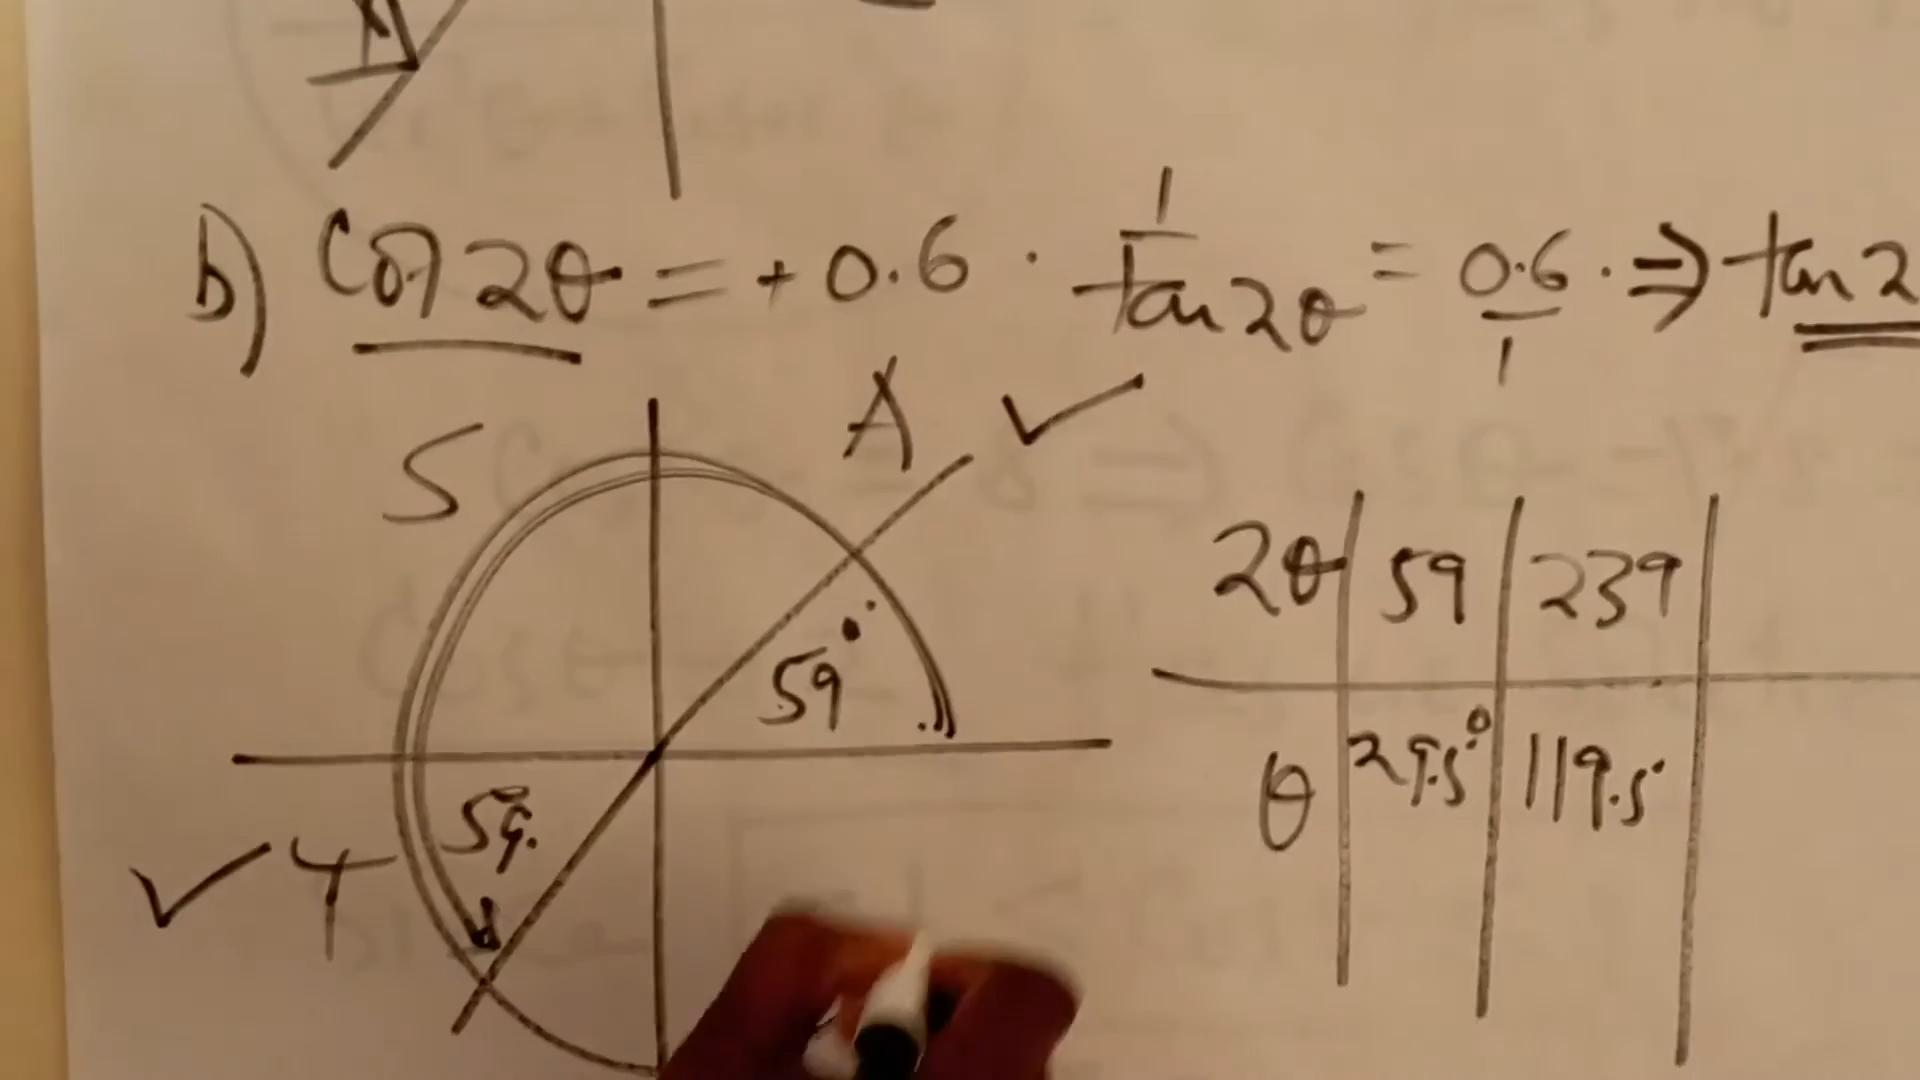 b) Cot 2θ = +0.6 . 1/tan 2θ = 0.6/1 . ⇒ tan 2
S A ✓
2θ 59 239
59°
θ 29.5° 119.5°
59°
✓ T